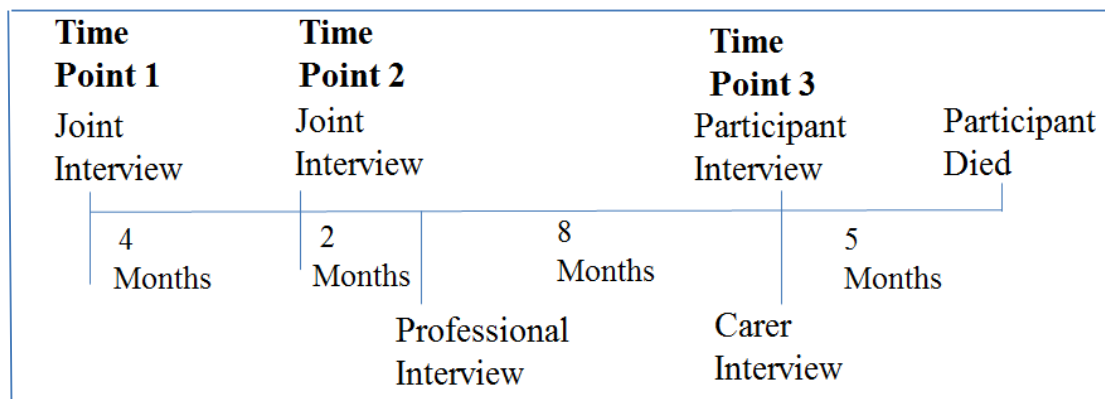 Time
Point 1
Joint
Interview
Time
Point 2
Joint
Interview
Time
Point 3
Participant
Interview
Participant
Died
4
Months
2
Months
8
Months
5
Months
Professional
Interview
Carer
Interview